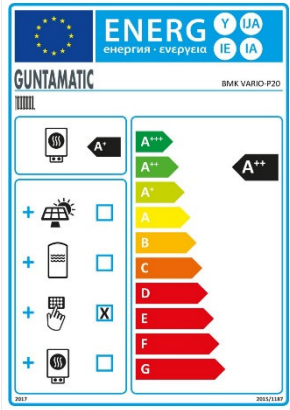 ENERG Y IJA
енергия · ενεργεια IE IA
GUNTAMATIC
BMK VARIO-P20
A+
A+++
A++
A+
A
B
C
D
E
F
G
A++
+
+
+ X
+
2017 2015/1187